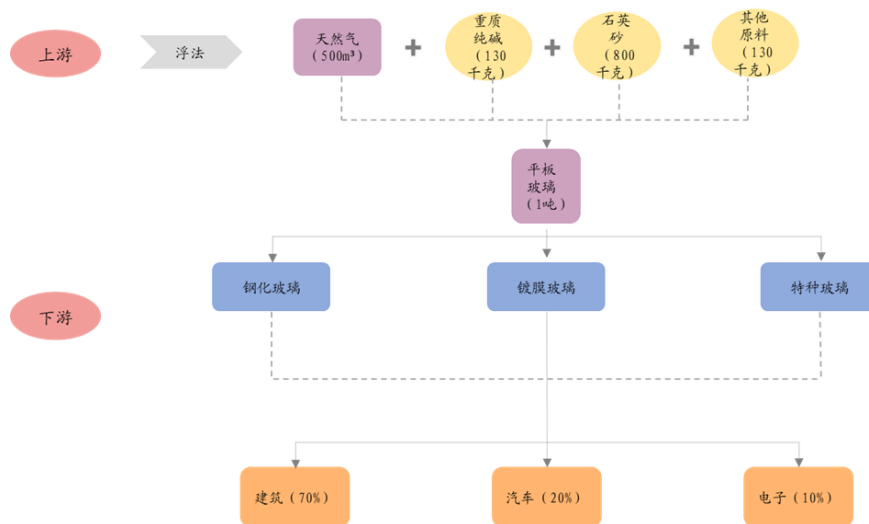 上游
浮法
天然气
（500m³）
重质
纯碱
（130
千克）
石英
砂
（800
千克）
其他
原料
（130
千克）
平板
玻璃
（1吨）
钢化玻璃
镀膜玻璃
特种玻璃
下游
建筑（70%）
汽车（20%）
电子（10%）